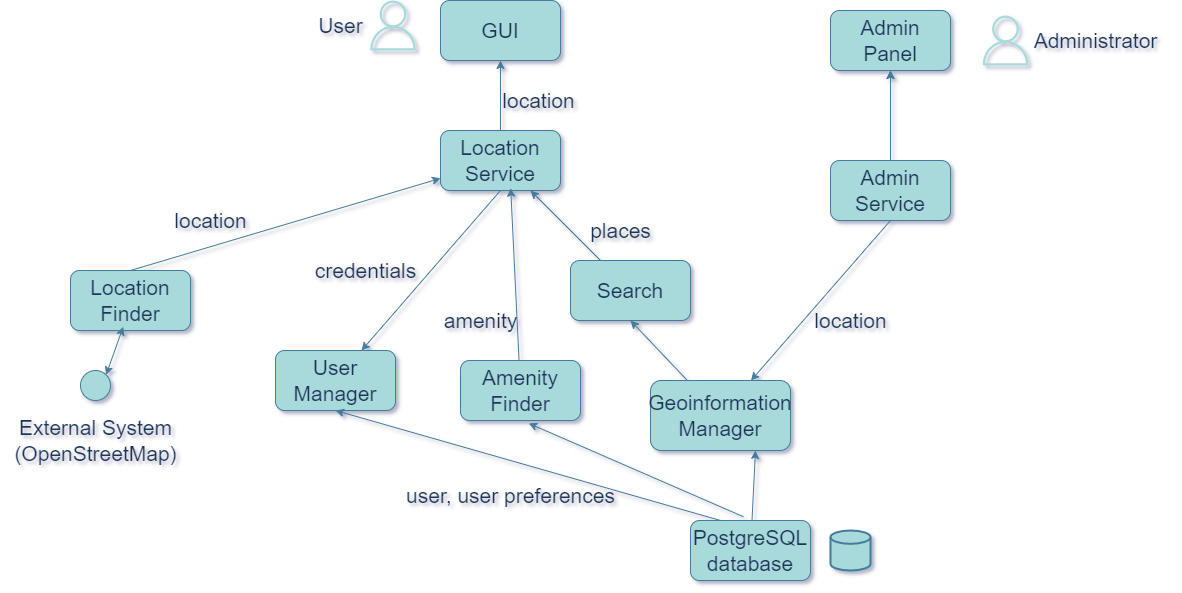 User
GUI
Admin
Panel
Administrator
location
Location
Service
Admin
Service
location
places
credentials
Location
Finder
Search
amenity
location
User
Manager
Amenity
Finder
Geoinformation
Manager
External System
(OpenStreetMap)
user, user preferences
PostgreSQL
database